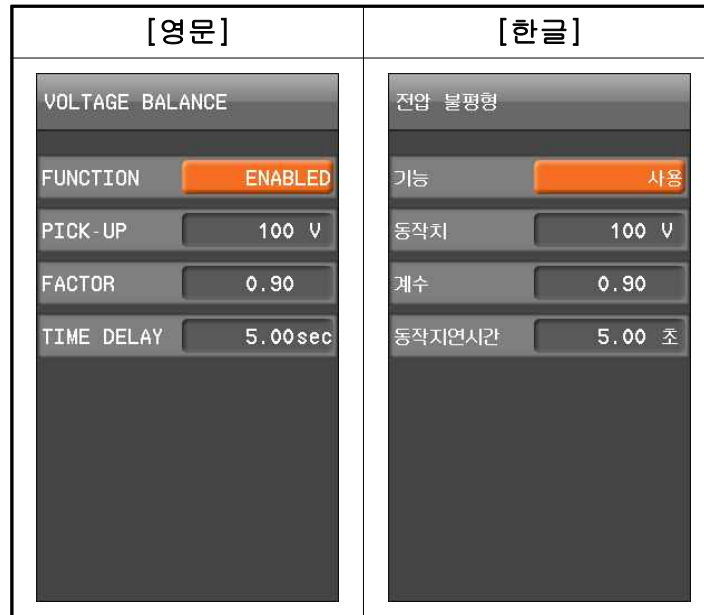 [영문]
[한글]
VOLTAGE BALANCE
FUNCTION ENABLED
PICK-UP 100 V
FACTOR 0.90
TIME DELAY 5.00sec
전압 불평형
기능 사용
동작치 100 V
계수 0.90
동작지연시간 5.00 초